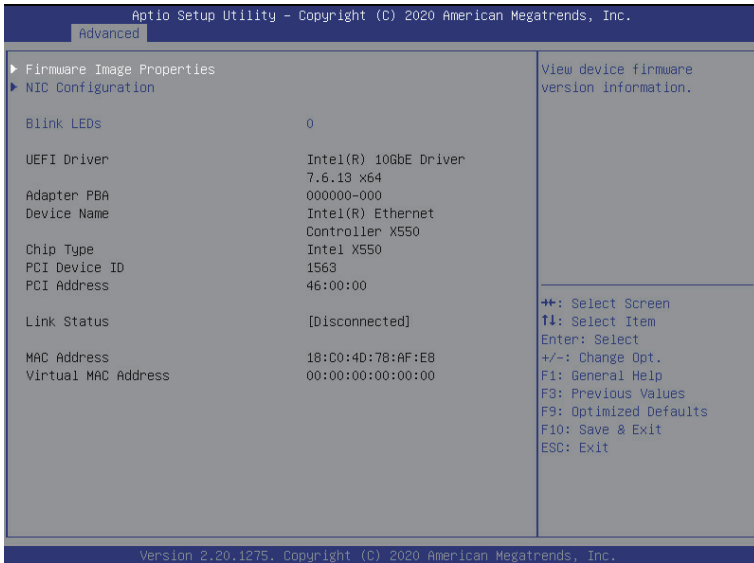 Aptio Setup Utility – Copyright (C) 2020 American Megatrends, Inc.
Advanced
Firmware Image Properties
NIC Configuration
Blink LEDs 0
UEFI Driver Intel(R) 10GbE Driver
7.6.13 x64
Adapter PBA 000000-000
Device Name Intel(R) Ethernet
Controller X550
Chip Type Intel X550
PCI Device ID 1563
PCI Address 46:00:00
Link Status [Disconnected]
MAC Address 18:C0:4D:78:AF:E8
Virtual MAC Address 00:00:00:00:00:00
View device firmware
version information.
→←: Select Screen
↑↓: Select Item
Enter: Select
+/-: Change Opt.
F1: General Help
F3: Previous Values
F9: Optimized Defaults
F10: Save & Exit
ESC: Exit
Version 2.20.1275. Copyright (C) 2020 American Megatrends, Inc.